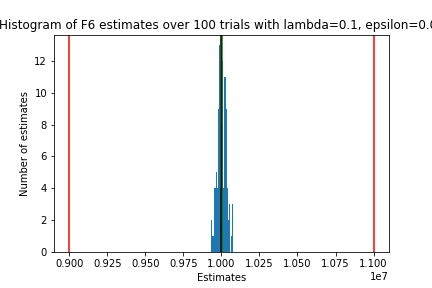 Histogram of F6 estimates over 100 trials with lambda=0.1, epsilon=0.0
12
10
8
6
4
2
0
Number of estimates
0.900 0.925 0.950 0.975 1.000 1.025 1.050 1.075 1.100
Estimates
1e7